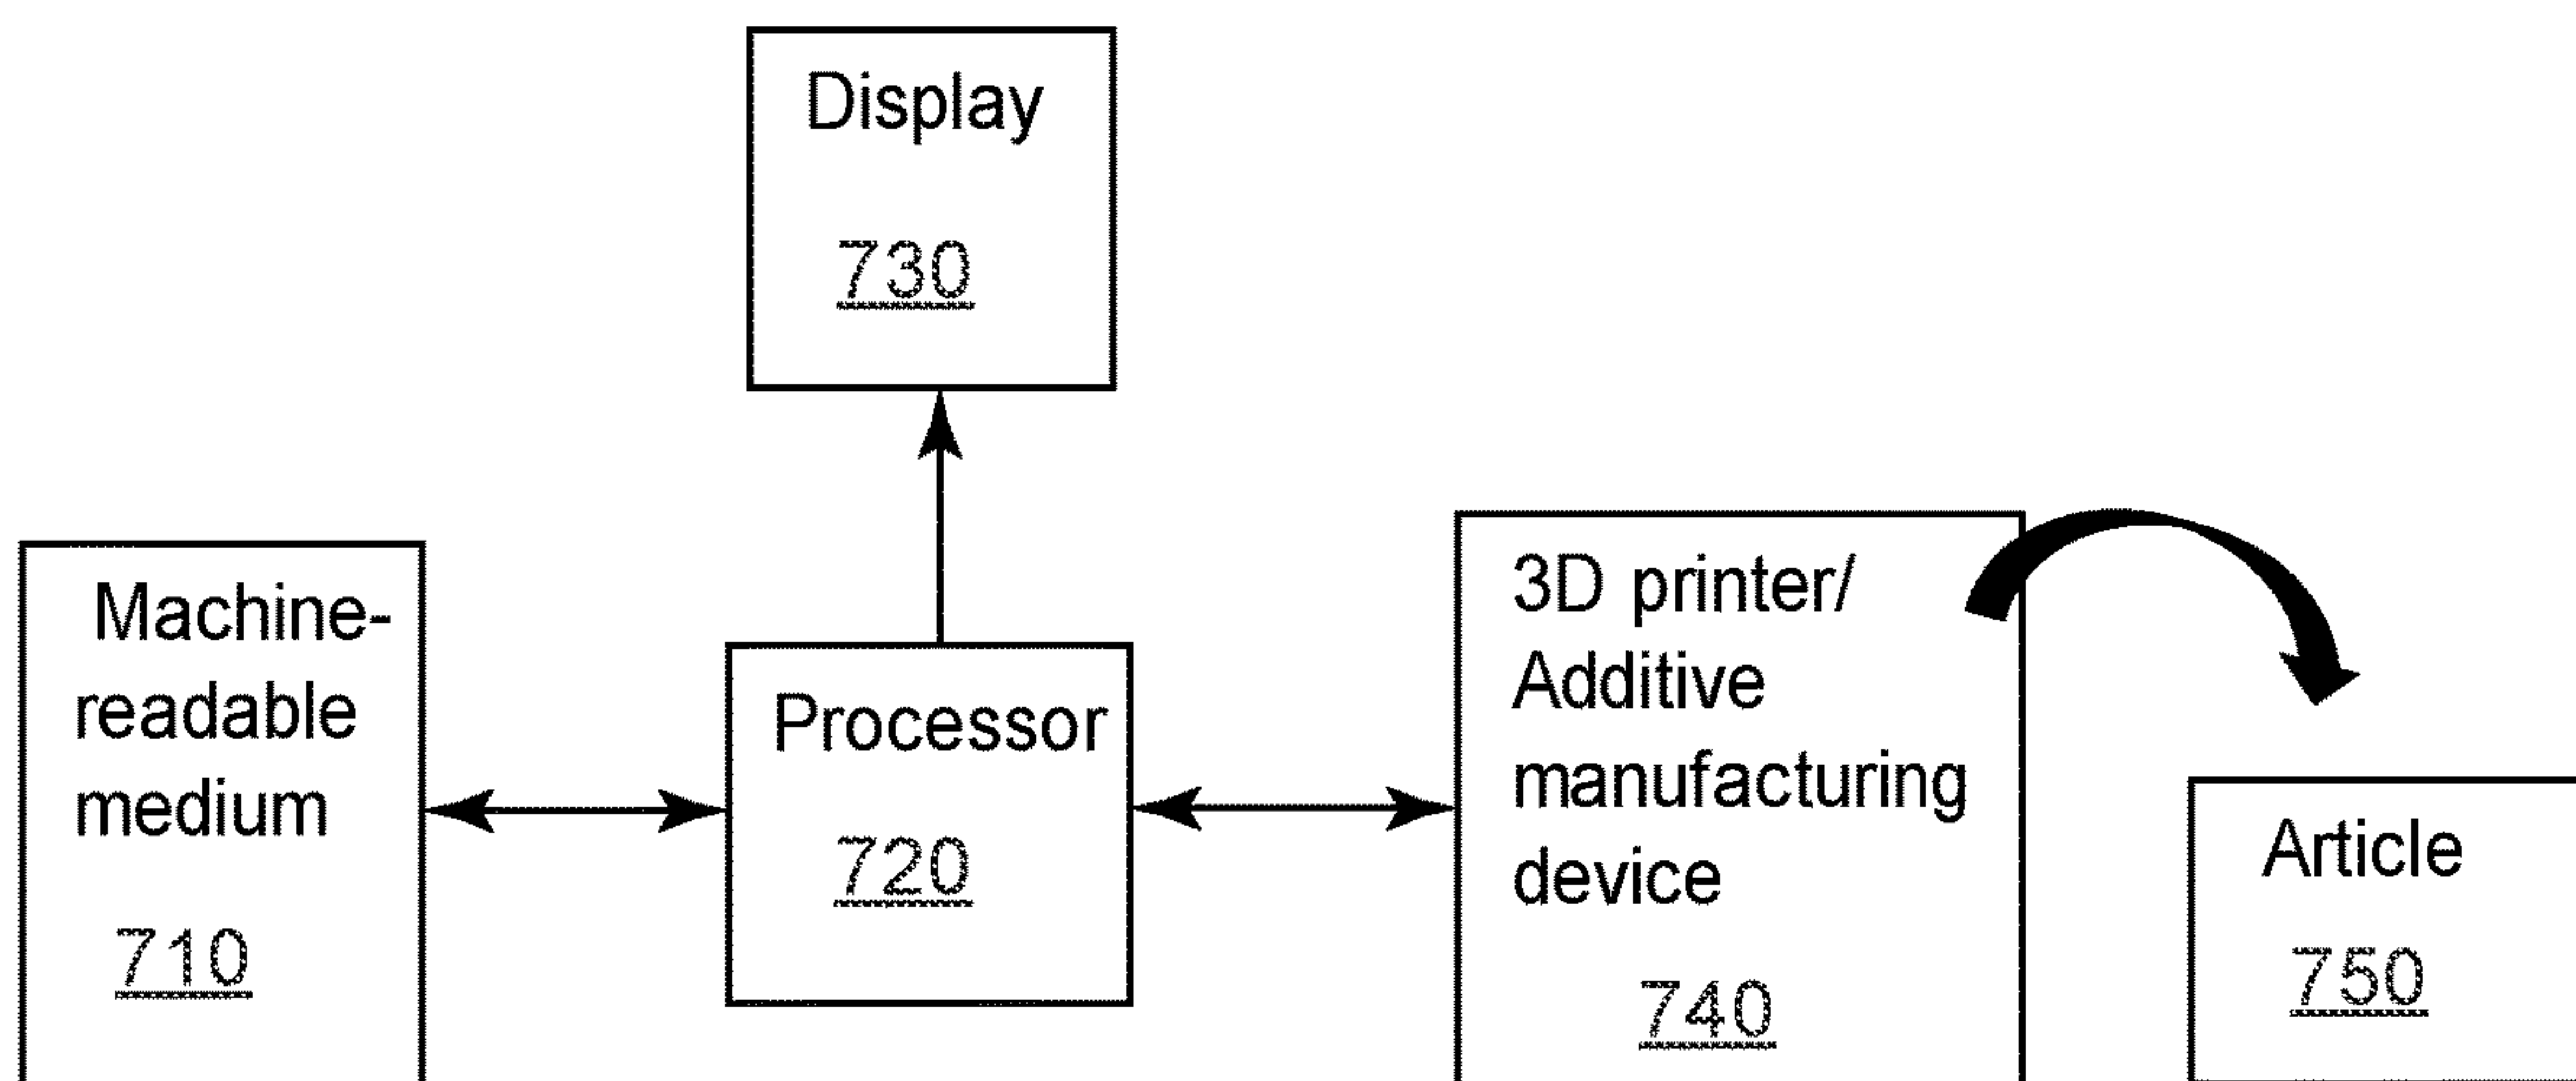 Display
730
Machine-
readable
medium
710
Processor
720
3D printer/
Additive
manufacturing
device
740
Article
750